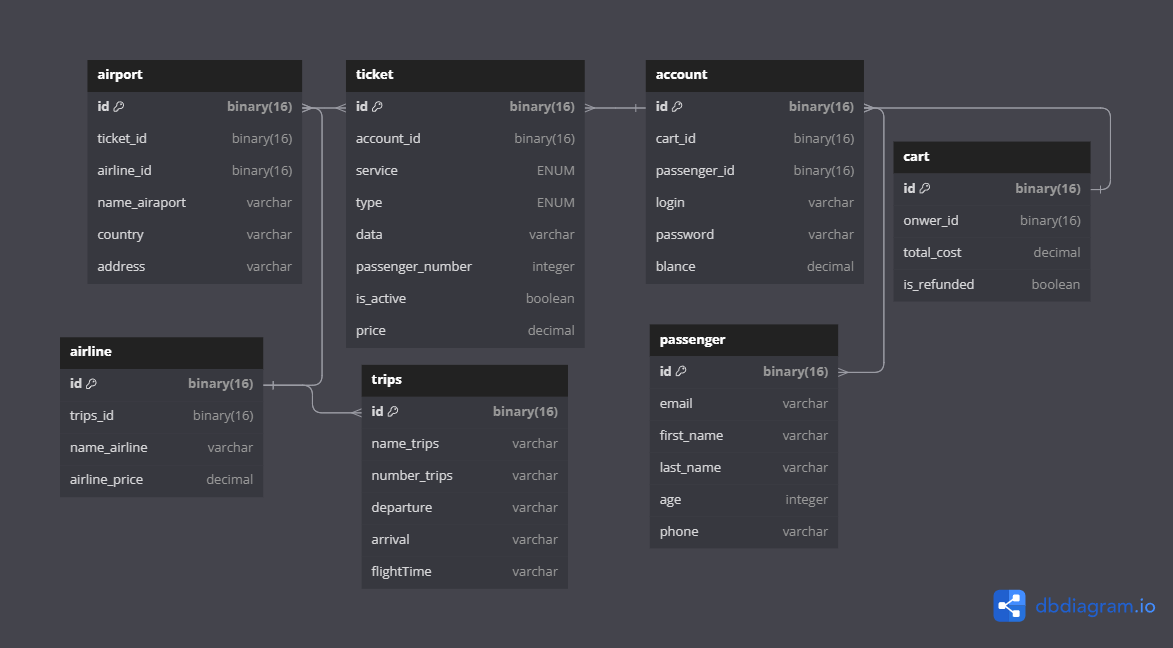 airport
id binary(16)
ticket_id binary(16)
airline_id binary(16)
name_airaport varchar
country varchar
address varchar
ticket
id binary(16)
account_id binary(16)
service ENUM
type ENUM
data varchar
passenger_number integer
is_active boolean
price decimal
account
id binary(16)
cart_id binary(16)
passenger_id binary(16)
login varchar
password varchar
blance decimal
cart
id binary(16)
onwer_id binary(16)
total_cost decimal
is_refunded boolean
airline
id binary(16)
trips_id binary(16)
name_airline varchar
airline_price decimal
trips
id binary(16)
name_trips varchar
number_trips varchar
departure varchar
arrival varchar
flightTime varchar
passenger
id binary(16)
email varchar
first_name varchar
last_name varchar
age integer
phone varchar
dbdiagram.io